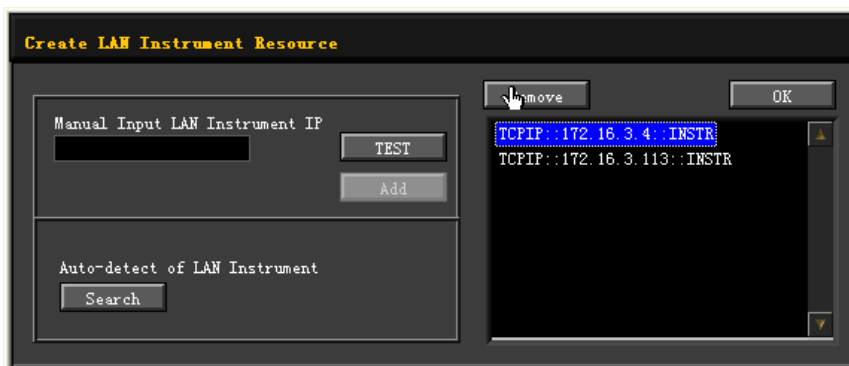 Create LAN Instrument Resource
Manual Input LAN Instrument IP
TEST
Add
Auto-detect of LAN Instrument
Search
Remove
OK
TCPIP::172.16.3.4::INSTR
TCPIP::172.16.3.113::INSTR